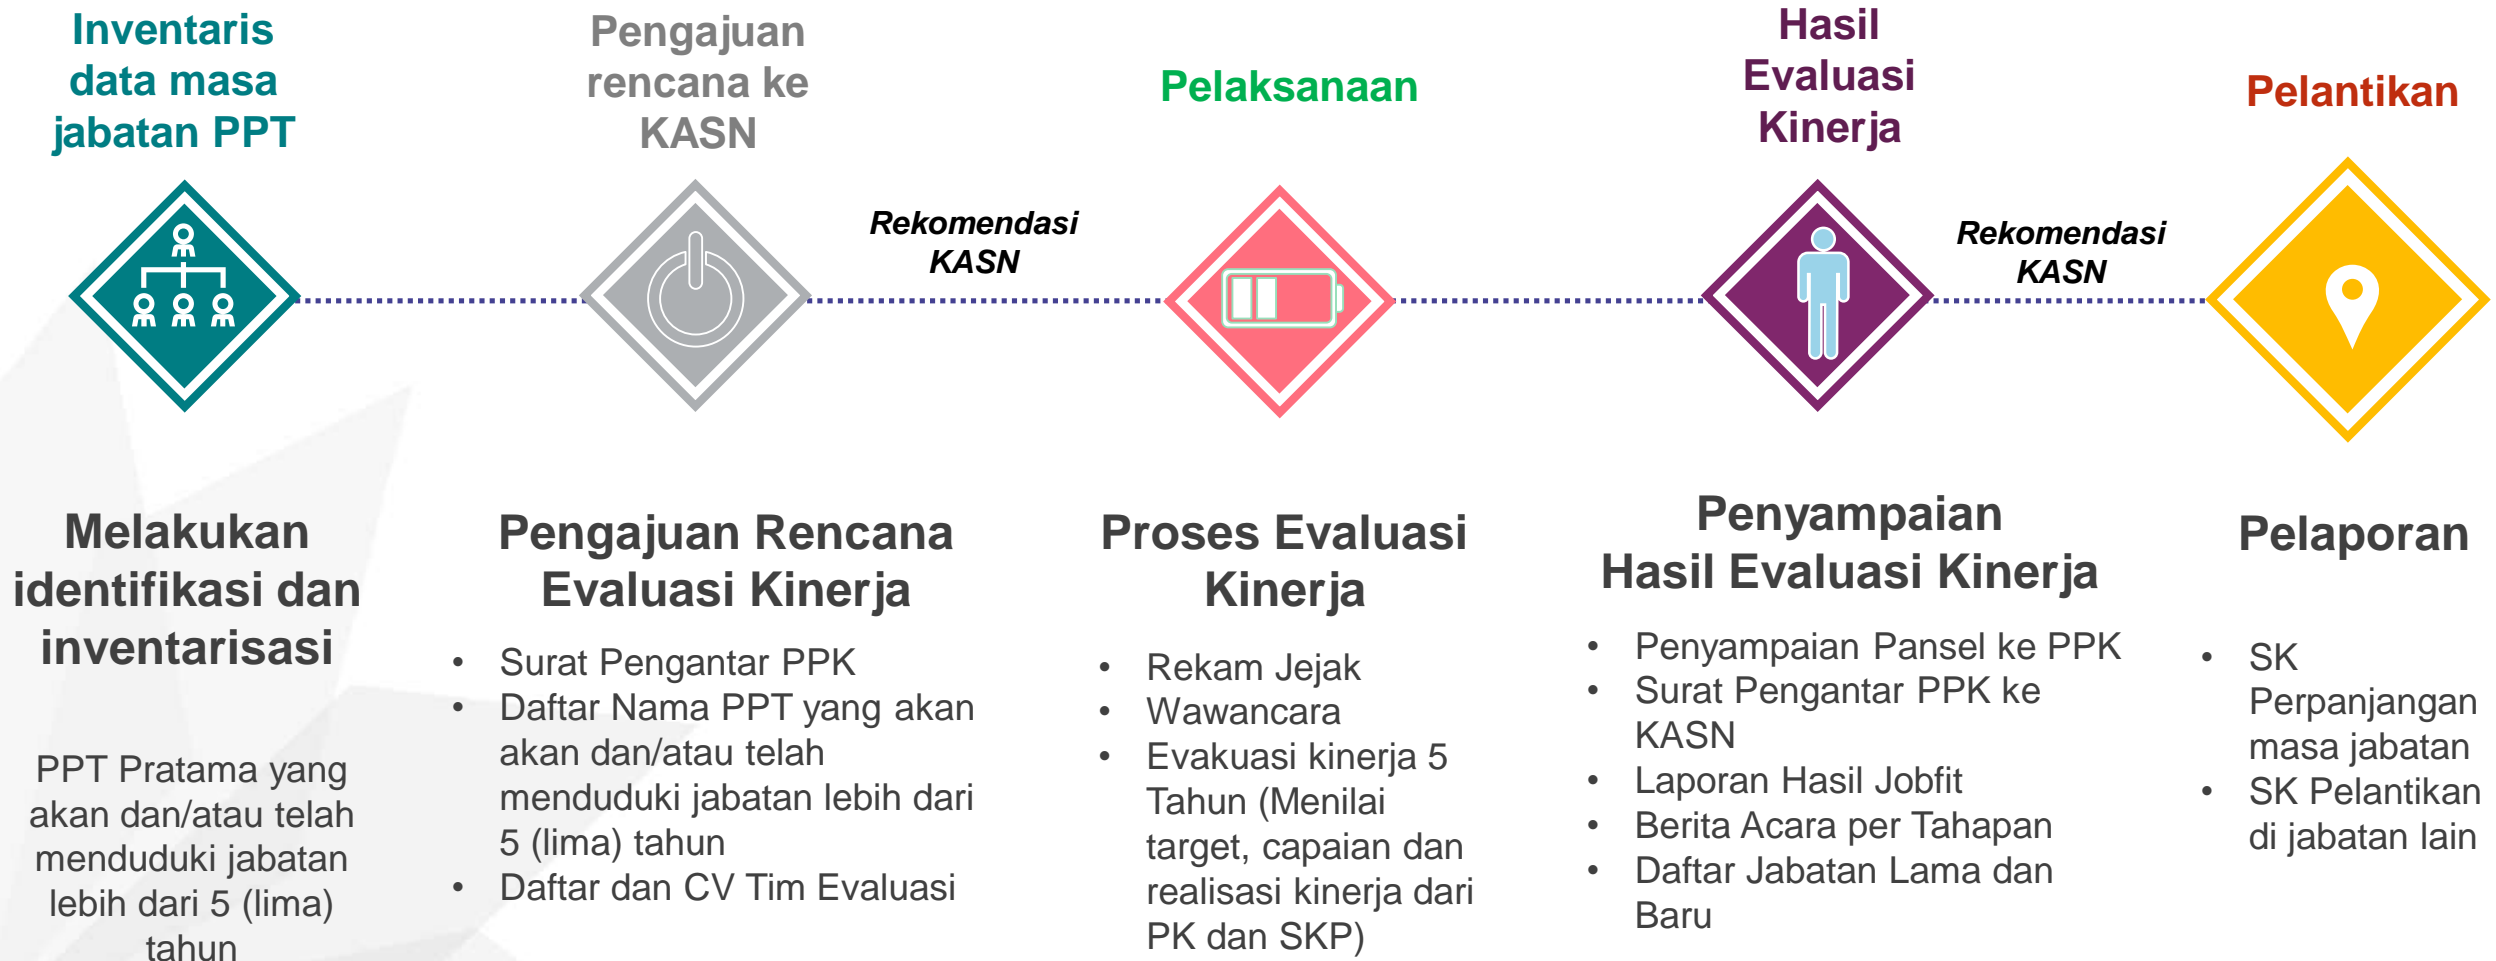 Inventaris
data masa
jabatan PPT
Pengajuan
rencana ke
KASN
Pelaksanaan
Hasil
Evaluasi
Kinerja
Pelantikan
Rekomendasi
KASN
Rekomendasi
KASN
Melakukan
identifikasi dan
inventarisasi
PPT Pratama yang
akan dan/atau telah
menduduki jabatan
lebih dari 5 (lima)
tahun
Pengajuan Rencana
Evaluasi Kinerja
• Surat Pengantar PPK
• Daftar Nama PPT yang akan
akan dan/atau telah
menduduki jabatan lebih dari
5 (lima) tahun
• Daftar dan CV Tim Evaluasi
Proses Evaluasi
Kinerja
• Rekam Jejak
• Wawancara
• Evakuasi kinerja 5
Tahun (Menilai
target, capaian dan
realisasi kinerja dari
PK dan SKP)
Penyampaian
Hasil Evaluasi Kinerja
• Penyampaian Pansel ke PPK
• Surat Pengantar PPK ke
KASN
• Laporan Hasil Jobfit
• Berita Acara per Tahapan
• Daftar Jabatan Lama dan
Baru
Pelaporan
• SK
Perpanjangan
masa jabatan
• SK Pelantikan
di jabatan lain